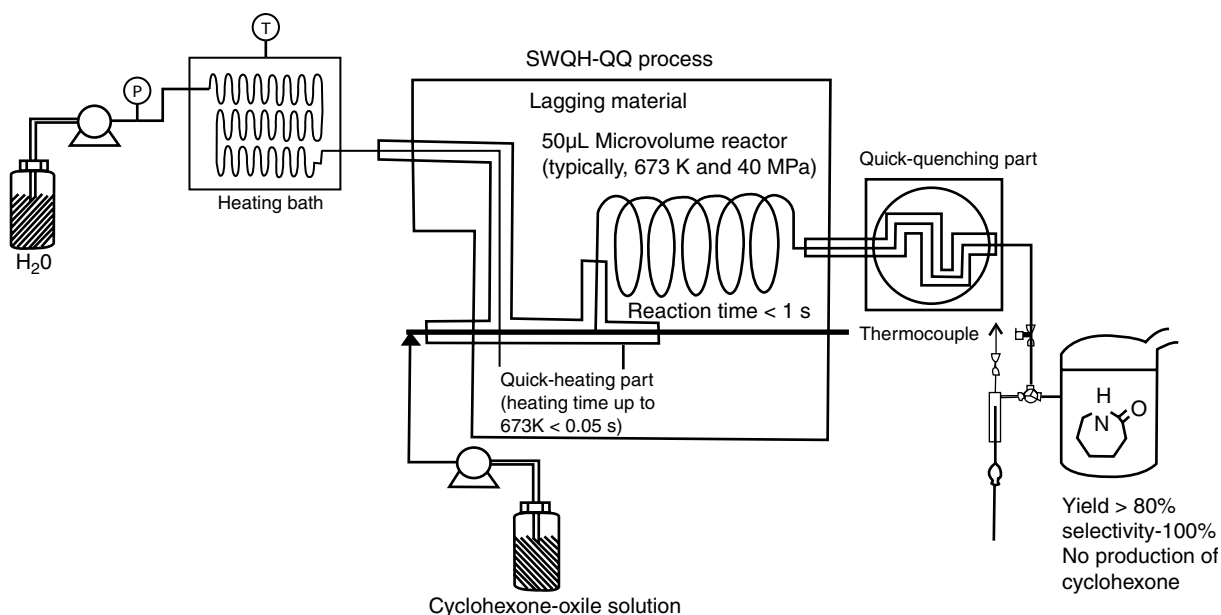 T
P
H₂0
Heating bath
SWQH-QQ process
Lagging material
50µL Microvolume reactor
(typically, 673 K and 40 MPa)
Reaction time < 1 s
Quick-heating part
(heating time up to
673K < 0.05 s)
Quick-quenching part
Thermocouple
Cyclohexone-oxile solution
H
N
O
Yield > 80%
selectivity-100%
No production of
cyclohexone